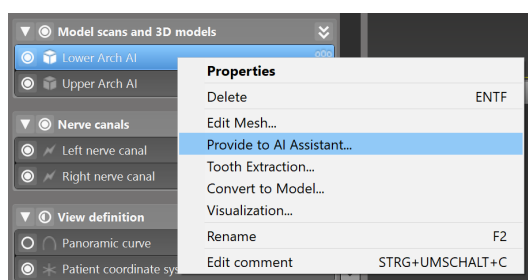 Model scans and 3D models
Lower Arch AI
Upper Arch AI
Properties
Delete ENTF
Edit Mesh...
Provide to AI Assistant...
Tooth Extraction...
Convert to Model...
Visualization...
Rename F2
Edit comment STRG+UMSCHALT+C
Nerve canals
Left nerve canal
Right nerve canal
View definition
Panoramic curve
Patient coordinate sys